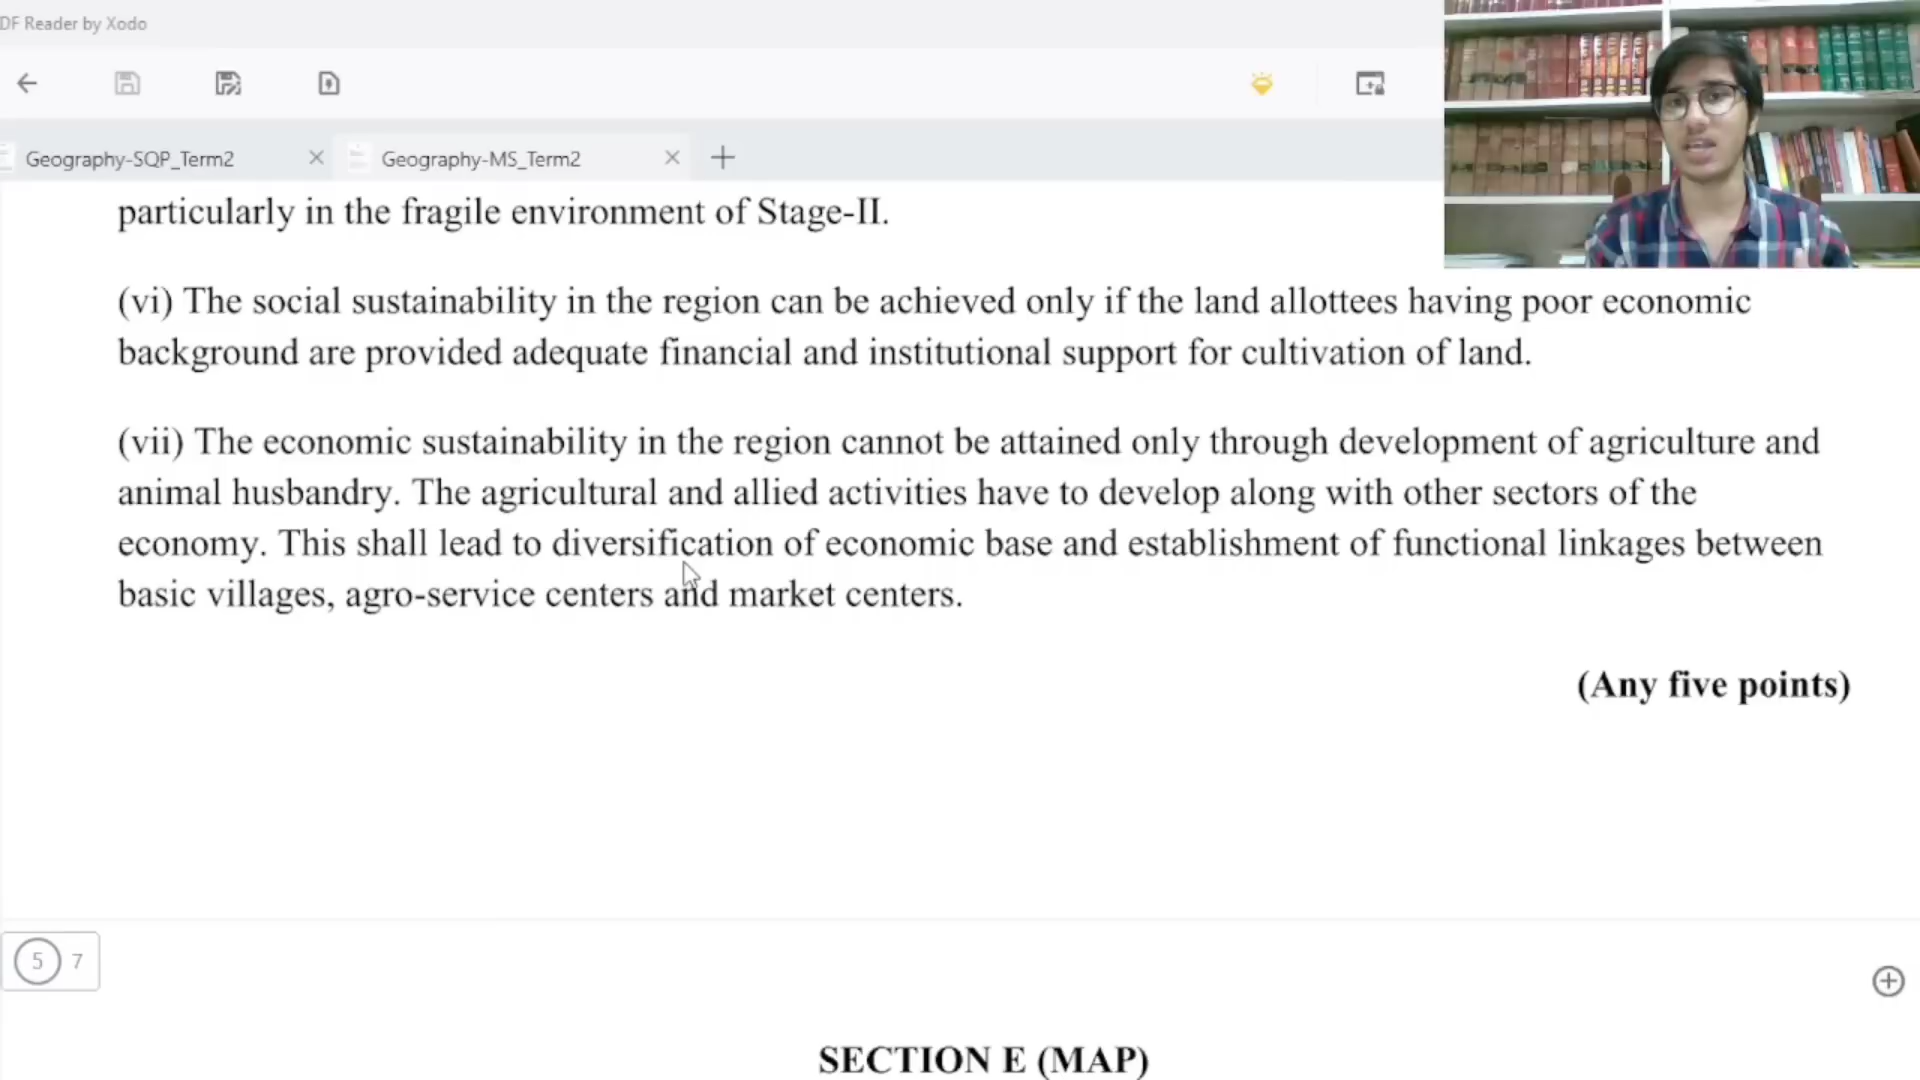 DF Reader by Xodo
Geography-SQP_Term2
Geography-MS_Term2
particularly in the fragile environment of Stage-II.
(vi) The social sustainability in the region can be achieved only if the land allottees having poor economic
background are provided adequate financial and institutional support for cultivation of land.
(vii) The economic sustainability in the region cannot be attained only through development of agriculture and
animal husbandry. The agricultural and allied activities have to develop along with other sectors of the
economy. This shall lead to diversification of economic base and establishment of functional linkages between
basic villages, agro-service centers and market centers.
(Any five points)
5 7
SECTION E (MAP)